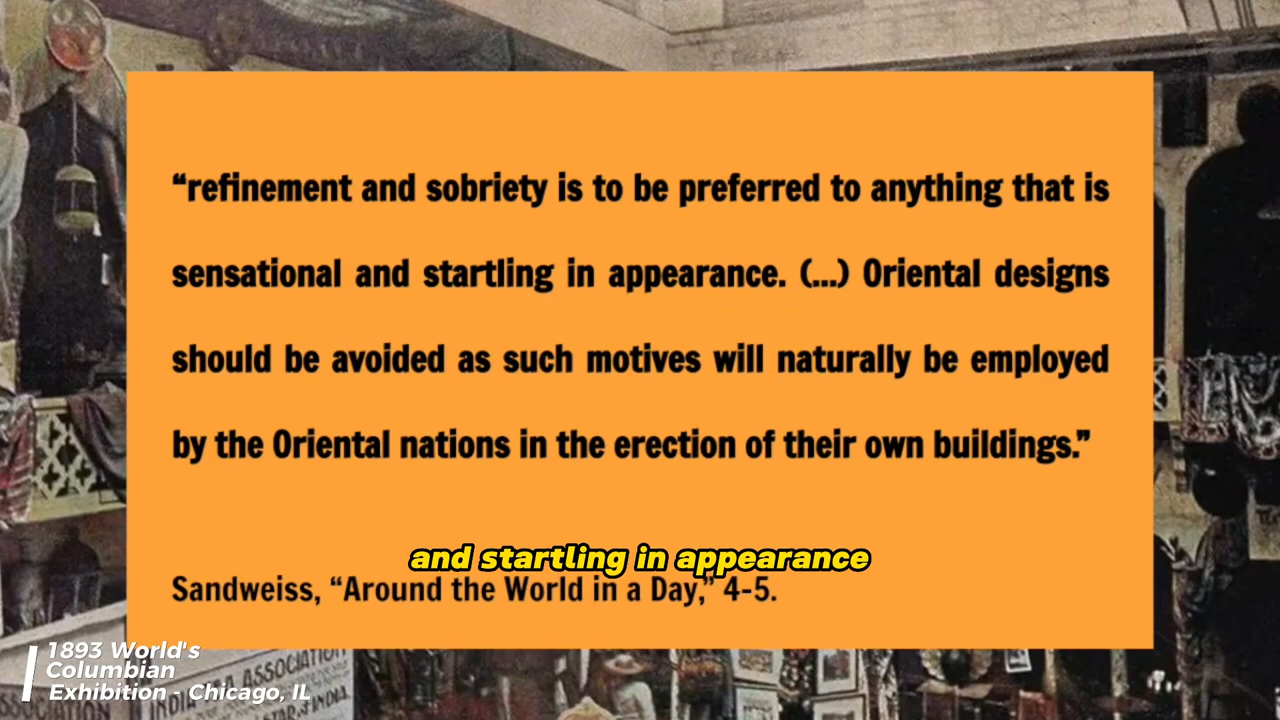 “refinement and sobriety is to be preferred to anything that is
sensational and startling in appearance. (...) Oriental designs
should be avoided as such motives will naturally be employed
by the Oriental nations in the erection of their own buildings.”
and startling in appearance
Sandweiss, “Around the World in a Day,” 4-5.
1893 World's
Columbian
Exhibition - Chicago, IL
ASSOCIATION
INDIA